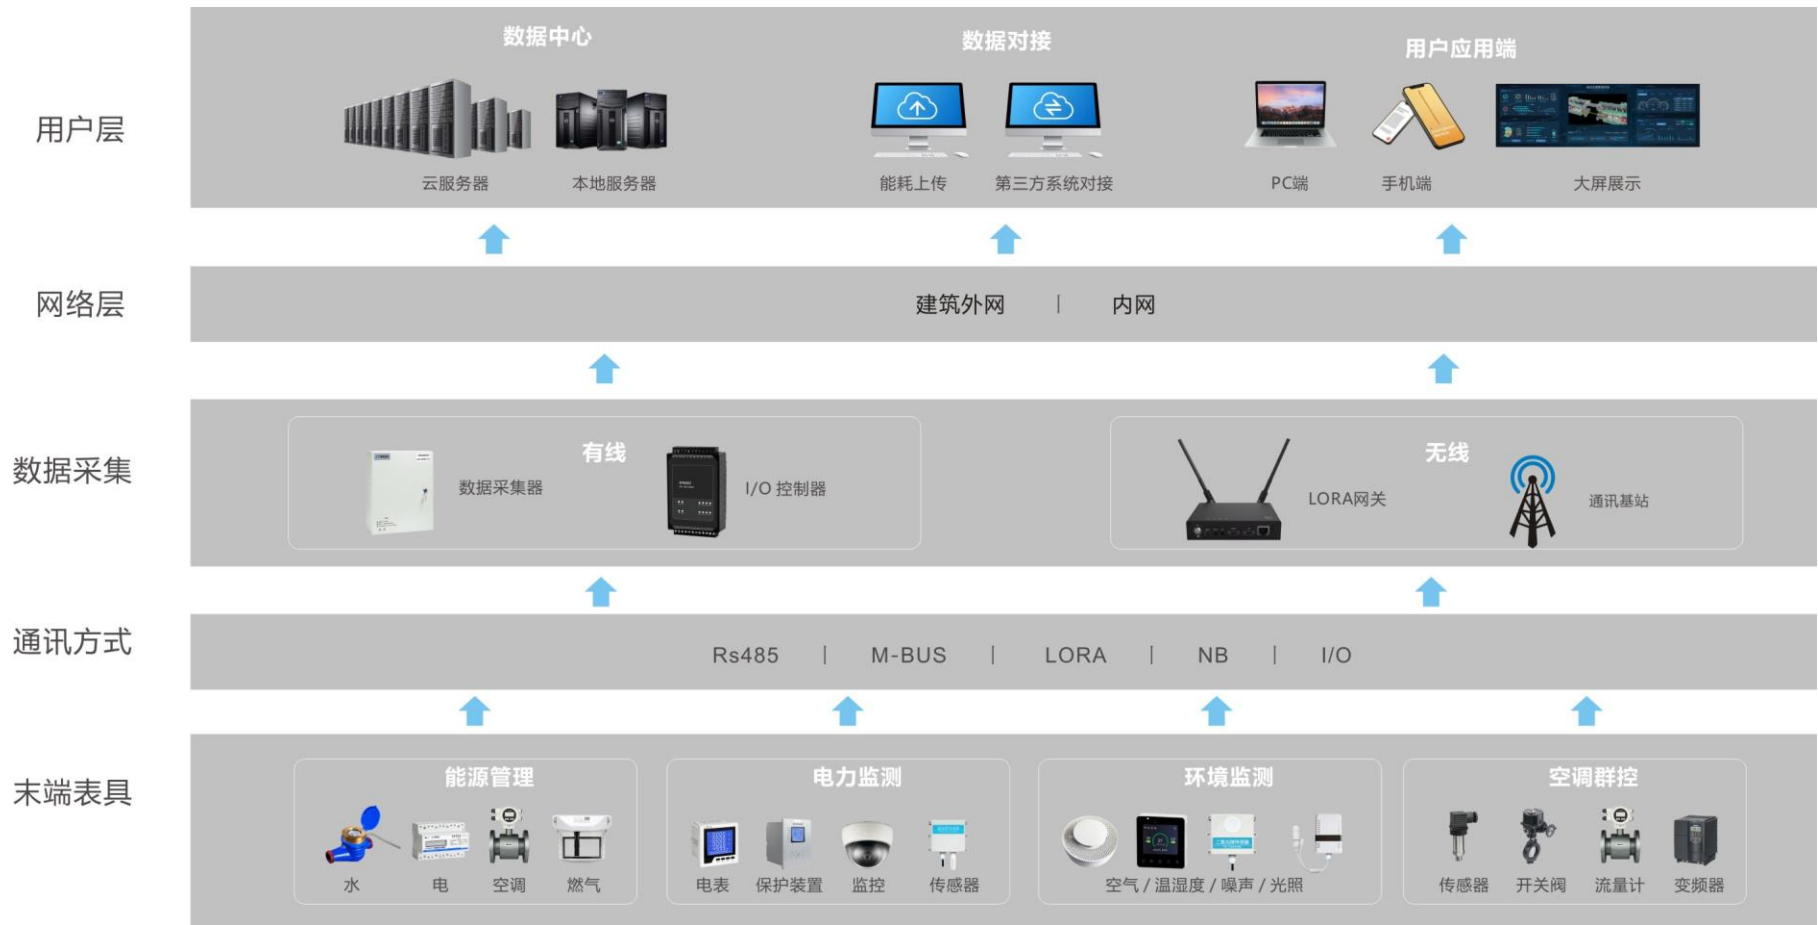 用户层
数据中心
数据对接
用户应用端
云服务器
本地服务器
能耗上传
第三方系统对接
PC端
手机端
大屏展示
网络层
建筑外网 | 内网
数据采集
有线
数据采集器
I/O 控制器
无线
LORA网关
通讯基站
通讯方式
Rs485 | M-BUS | LORA | NB | I/O
末端表具
能源管理
水
电
空调
燃气
电力监测
电表
保护装置
监控
传感器
环境监测
空气 / 温湿度 / 噪声 / 光照
空调群控
传感器
开关阀
流量计
变频器